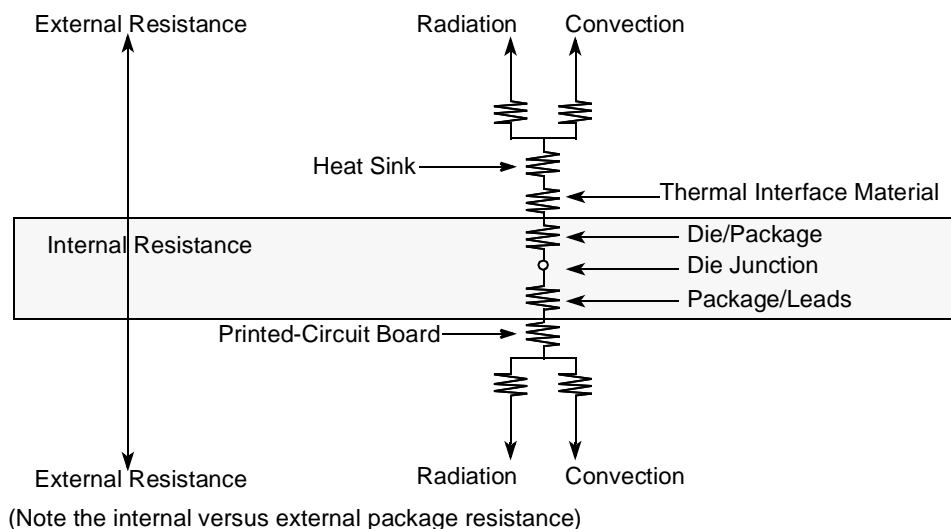 External Resistance
Radiation
Convection
Heat Sink
Thermal Interface Material
Internal Resistance
Die/Package
Die Junction
Package/Leads
Printed-Circuit Board
External Resistance
Radiation
Convection
(Note the internal versus external package resistance)